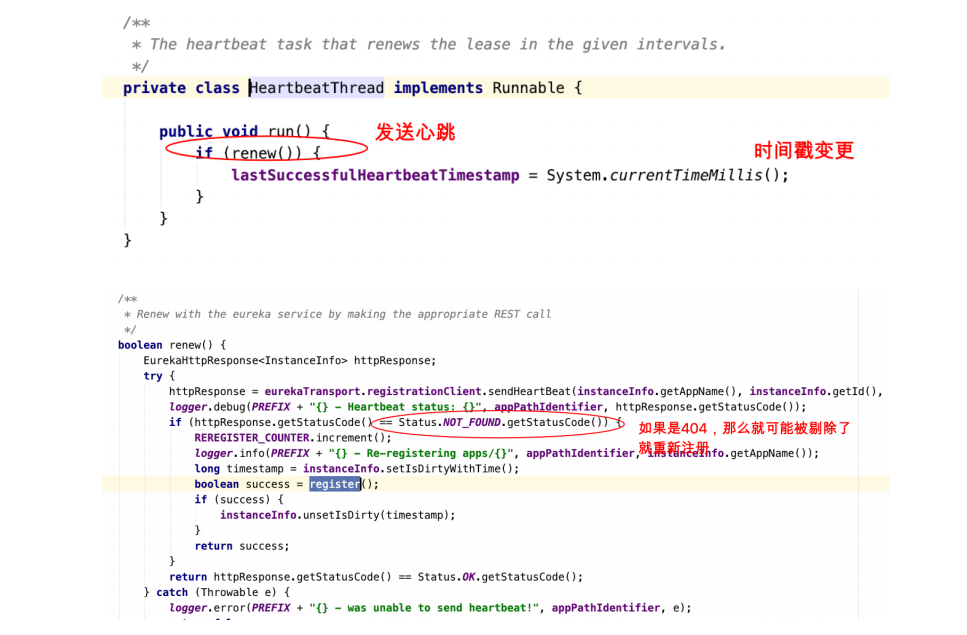 /**
* The heartbeat task that renews the lease in the given intervals.
*/
private class HeartbeatThread implements Runnable {
public void run() { 发送心跳
if (renew()) { 时间戳变更
lastSuccessfulHeartbeatTimestamp = System.currentTimeMillis();
}
}
}
/**
* Renew with the eureka service by making the appropriate REST call
*/
boolean renew() {
EurekaHttpResponse<InstanceInfo> httpResponse;
try {
httpResponse = eurekaTransport.registrationClient.sendHeartBeat(instanceInfo.getAppName(), instanceInfo.getId(),
logger.debug(PREFIX + "{} - Heartbeat status: {}", appPathIdentifier, httpResponse.getStatusCode());
if (httpResponse.getStatusCode() == Status.NOT_FOUND.getStatusCode()) { 如果是404，那么就可能被剔除了
REREGISTER_COUNTER.increment(); 就重新注册
logger.info(PREFIX + "{} - Re-registering apps/{}", appPathIdentifier, instanceInfo.getAppName());
long timestamp = instanceInfo.setIsDirtyWithTime();
boolean success = register();
if (success) {
instanceInfo.unsetIsDirty(timestamp);
}
return success;
}
return httpResponse.getStatusCode() == Status.OK.getStatusCode();
} catch (Throwable e) {
logger.error(PREFIX + "{} - was unable to send heartbeat!", appPathIdentifier, e);